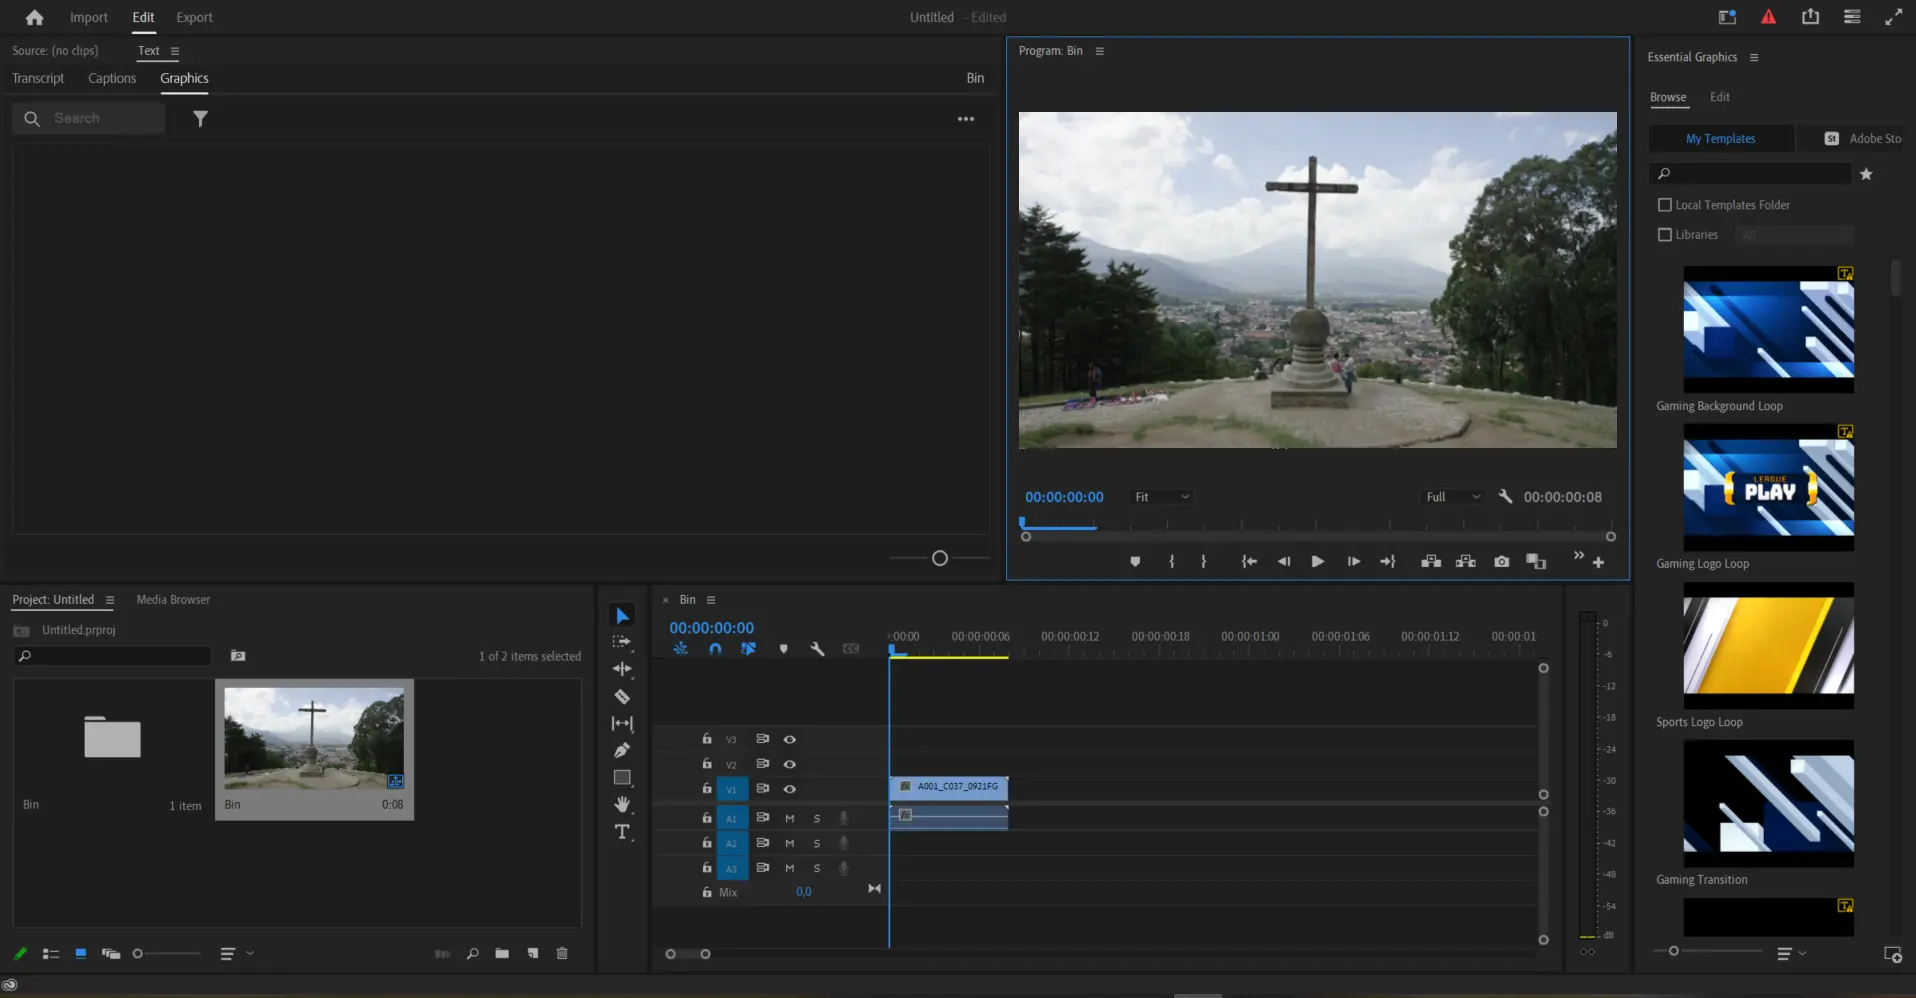 Import Edit Export Untitled - Edited
Source: (no clips) Text
Transcript Captions Graphics Bin
Search
Program: Bin
00:00:00:00 Fit Full 00:00:00:08
Essential Graphics
Browse Edit
My Templates St Adobe Sto
Local Templates Folder
Libraries All
Gaming Background Loop
LEAGUE
PLAY
Gaming Logo Loop
Sports Logo Loop
Gaming Transition
Project: Untitled Media Browser
Untitled.prproj
1 of 2 items selected
Bin 1 item
Bin 0:08
× Bin
00:00:00:00
:00:00 00:00:00:06 00:00:00:12 00:00:00:18 00:00:01:00 00:00:01:06 00:00:01:12 00:00:01:
V3
V2
V1 fx A001_C037_0921FG
A1 M S fx
A2 M S
A3 M S
Mix 0,0
0
-6
-12
-18
-24
-30
-36
-42
-48
-54
dB